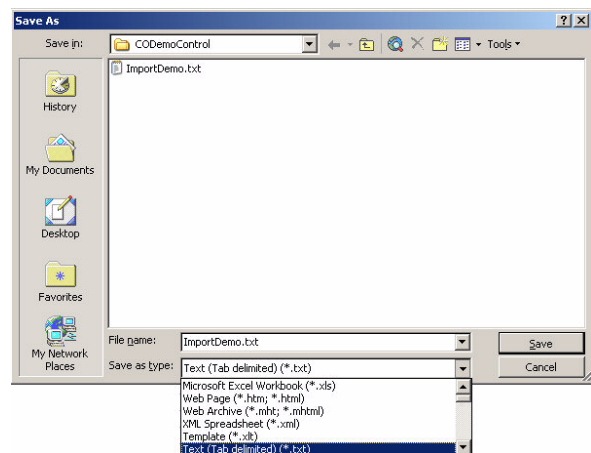 Save As
Save in:
CODemoControl
Tools
ImportDemo.txt
History
My Documents
Desktop
Favorites
My Network
Places
File name:
ImportDemo.txt
Save
Save as type:
Text (Tab delimited) (*.txt)
Cancel
Microsoft Excel Workbook (*.xls)
Web Page (*.htm; *.html)
Web Archive (*.mht; *.mhtml)
XML Spreadsheet (*.xml)
Template (*.xlt)
Text (Tab delimited) (*.txt)